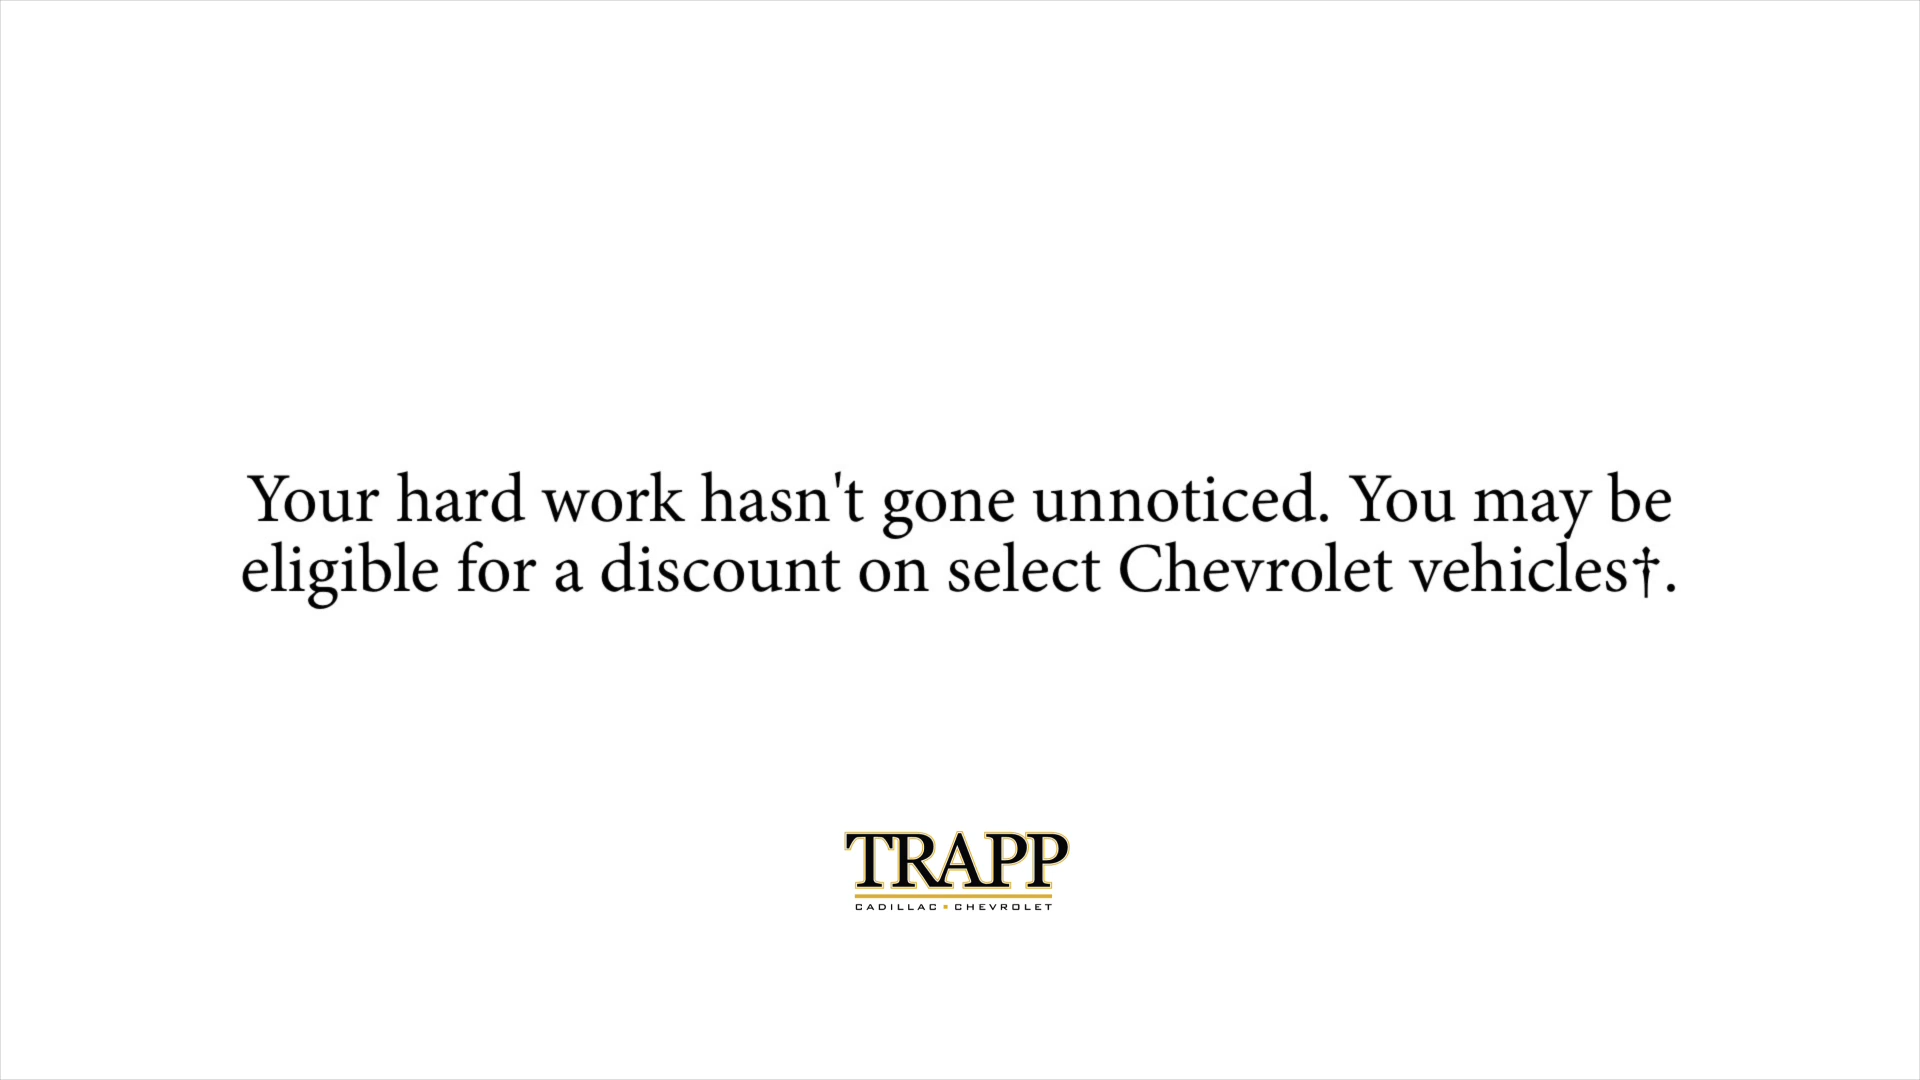 Your hard work hasn't gone unnoticed. You may be
eligible for a discount on select Chevrolet vehicles†.
TRAPP
CADILLAC • CHEVROLET